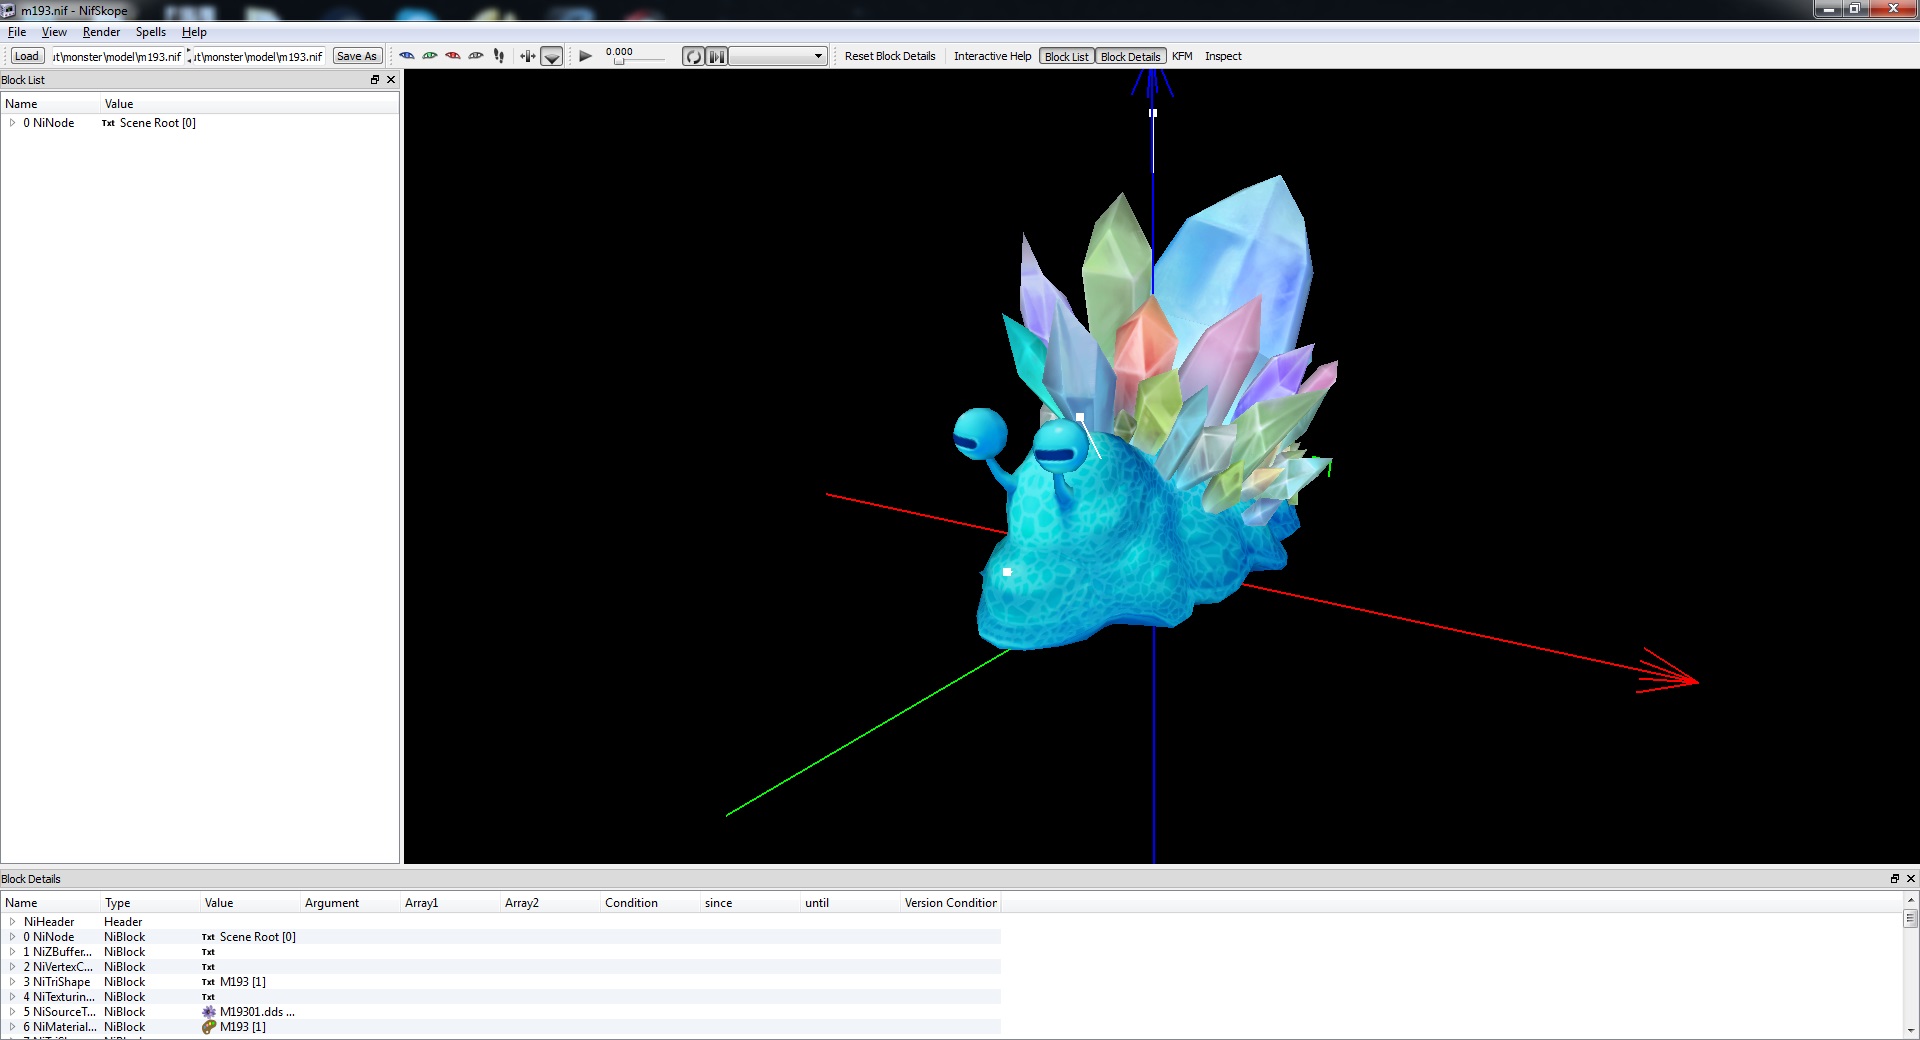 m193.nif - NifSkope
File View Render Spells Help
Load ut\monster\model\m193.nif ut\monster\model\m193.nif Save As 0.000 Reset Block Details Interactive Help Block List Block Details KFM Inspect
Block List
Name Value
0 NiNode Txt Scene Root [0]
Block Details
Name Type Value Argument Array1 Array2 Condition since until Version Condition
NiHeader Header
0 NiNode NiBlock Txt Scene Root [0]
1 NiZBuffer... NiBlock Txt
2 NiVertexC... NiBlock Txt
3 NiTriShape NiBlock Txt M193 [1]
4 NiTexturin... NiBlock Txt
5 NiSourceT... NiBlock M19301.dds ...
6 NiMaterial... NiBlock M193 [1]